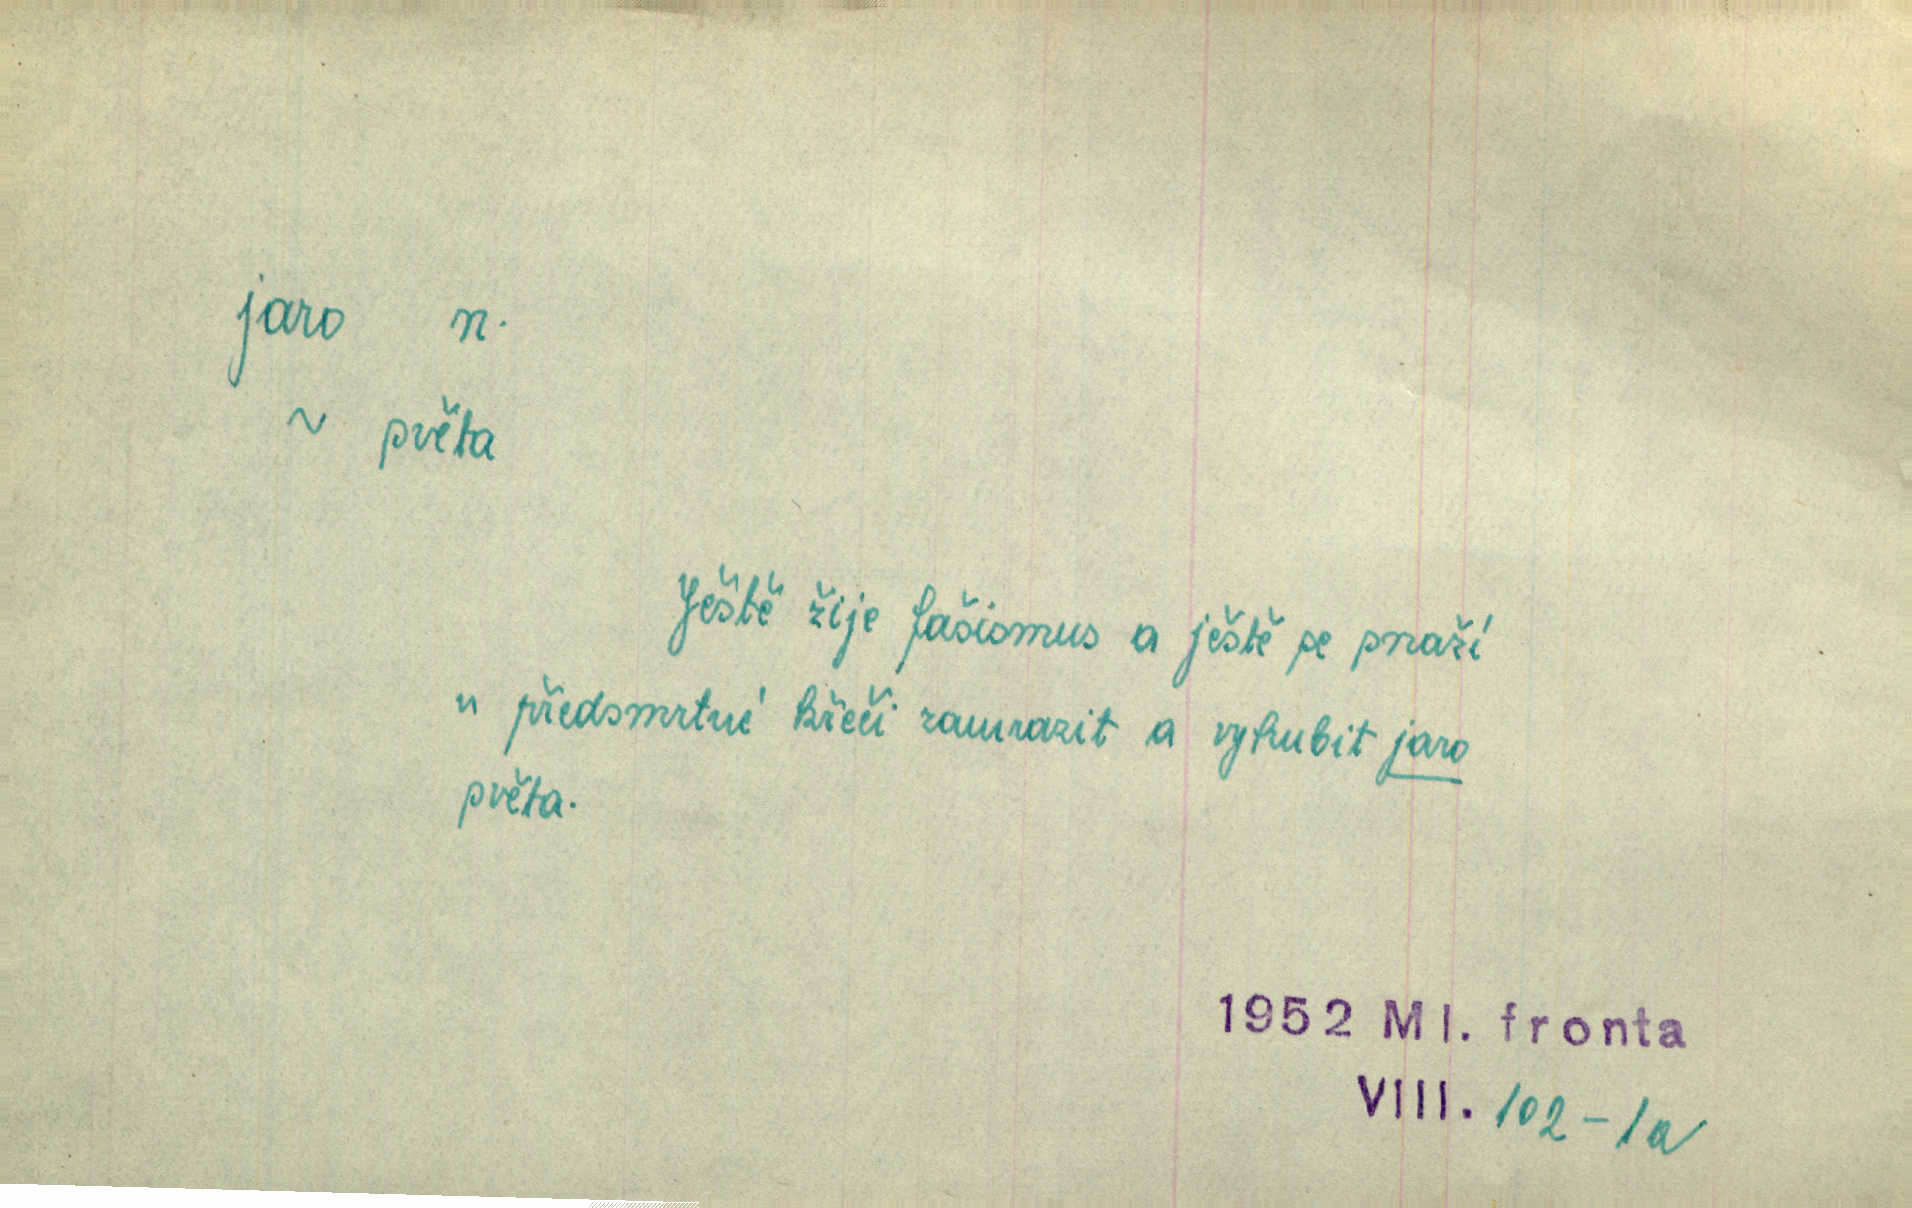 jaro n.
~ světa
Ještě žije fašismus a ještě se snaží
v předsmrtné křeči zamrazit a vyhubit jaro
světa.
1952 Ml. fronta
VIII. 102-1a